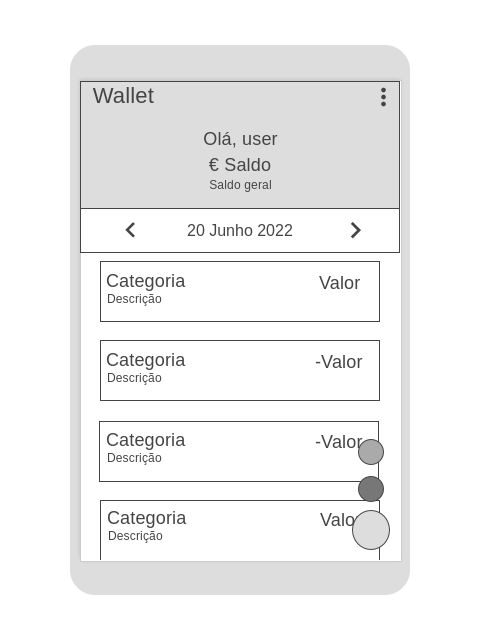 Wallet
Olá, user
€ Saldo
Saldo geral
20 Junho 2022
Categoria
Valor
Descrição
Categoria
-Valor
Descrição
Categoria
-Valor
Descrição
Categoria
Valor
Descrição